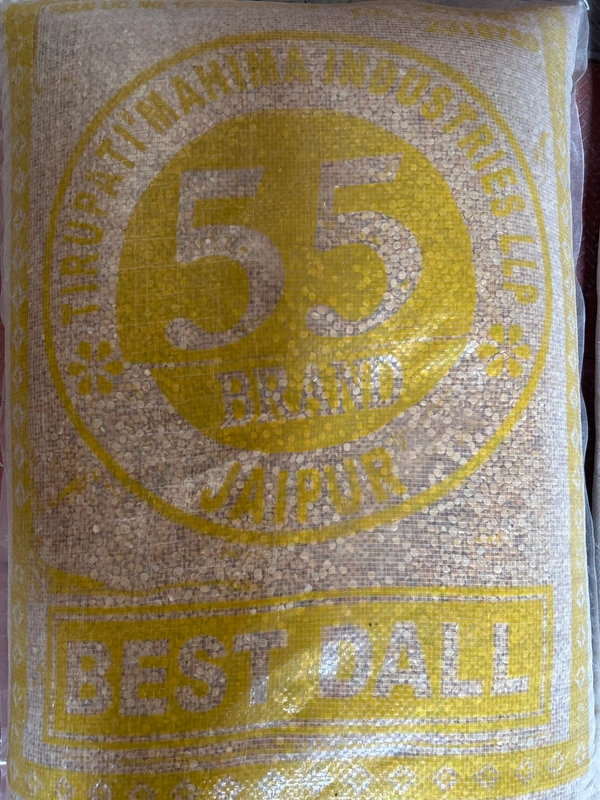 TIRUPATI'MAHIMA INDUSTRIES LLP
55
BRAND
JAIPUR
BEST DALL